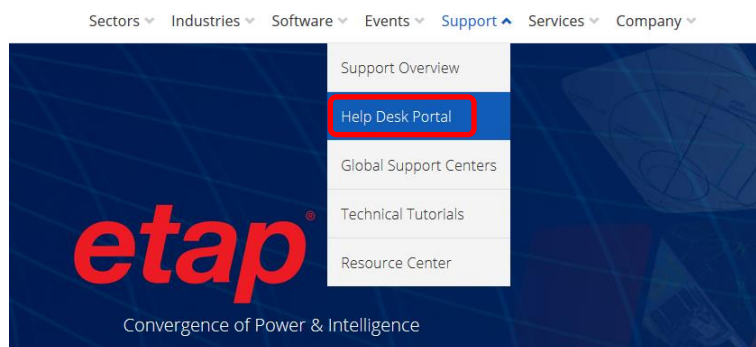 Sectors Industries Software Events Support Services Company
Support Overview
Help Desk Portal
Global Support Centers
Technical Tutorials
Resource Center
etap®
Convergence of Power & Intelligence